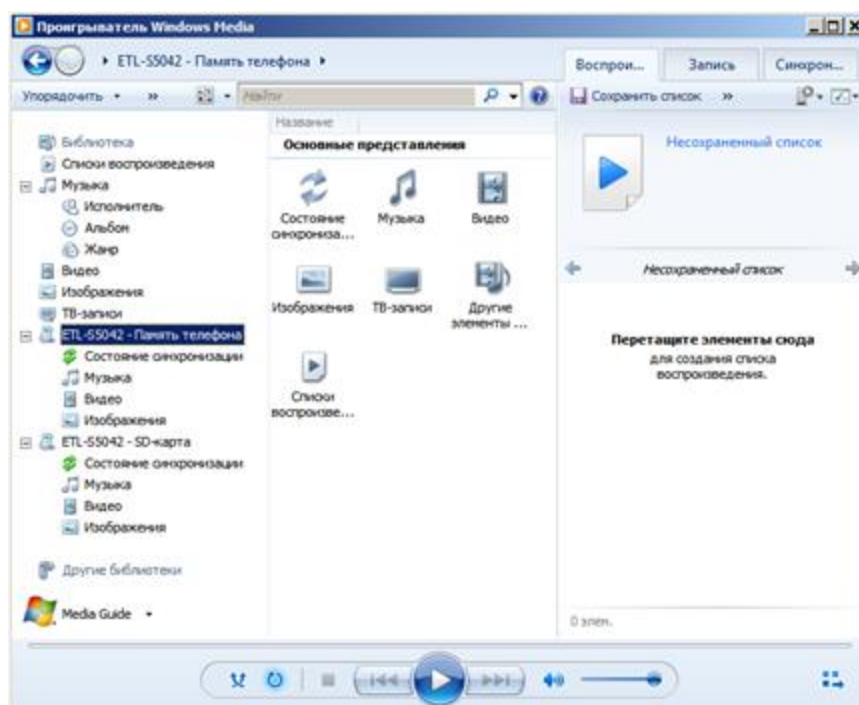 Проигрыватель Windows Media
ETL-S5042 - Память телефона
Воспрои...
Запись
Синхрон...
Упорядочить
»
Найти
Сохранить список
»
Библиотека
Списки воспроизведения
Музыка
Исполнитель
Альбом
Жанр
Видео
Изображения
ТВ-записи
ETL-S5042 - Память телефона
Состояние синхронизации
Музыка
Видео
Изображения
ETL-S5042 - SD-карта
Состояние синхронизации
Музыка
Видео
Изображения
Другие библиотеки
Media Guide
Название
Основные представления
Состояние
синхрониза...
Музыка
Видео
Изображения
ТВ-записи
Другие
элементы ...
Списки
воспроизве...
Несохраненный список
Несохраненный список
Перетащите элементы сюда
для создания списка
воспроизведения.
0 элем.